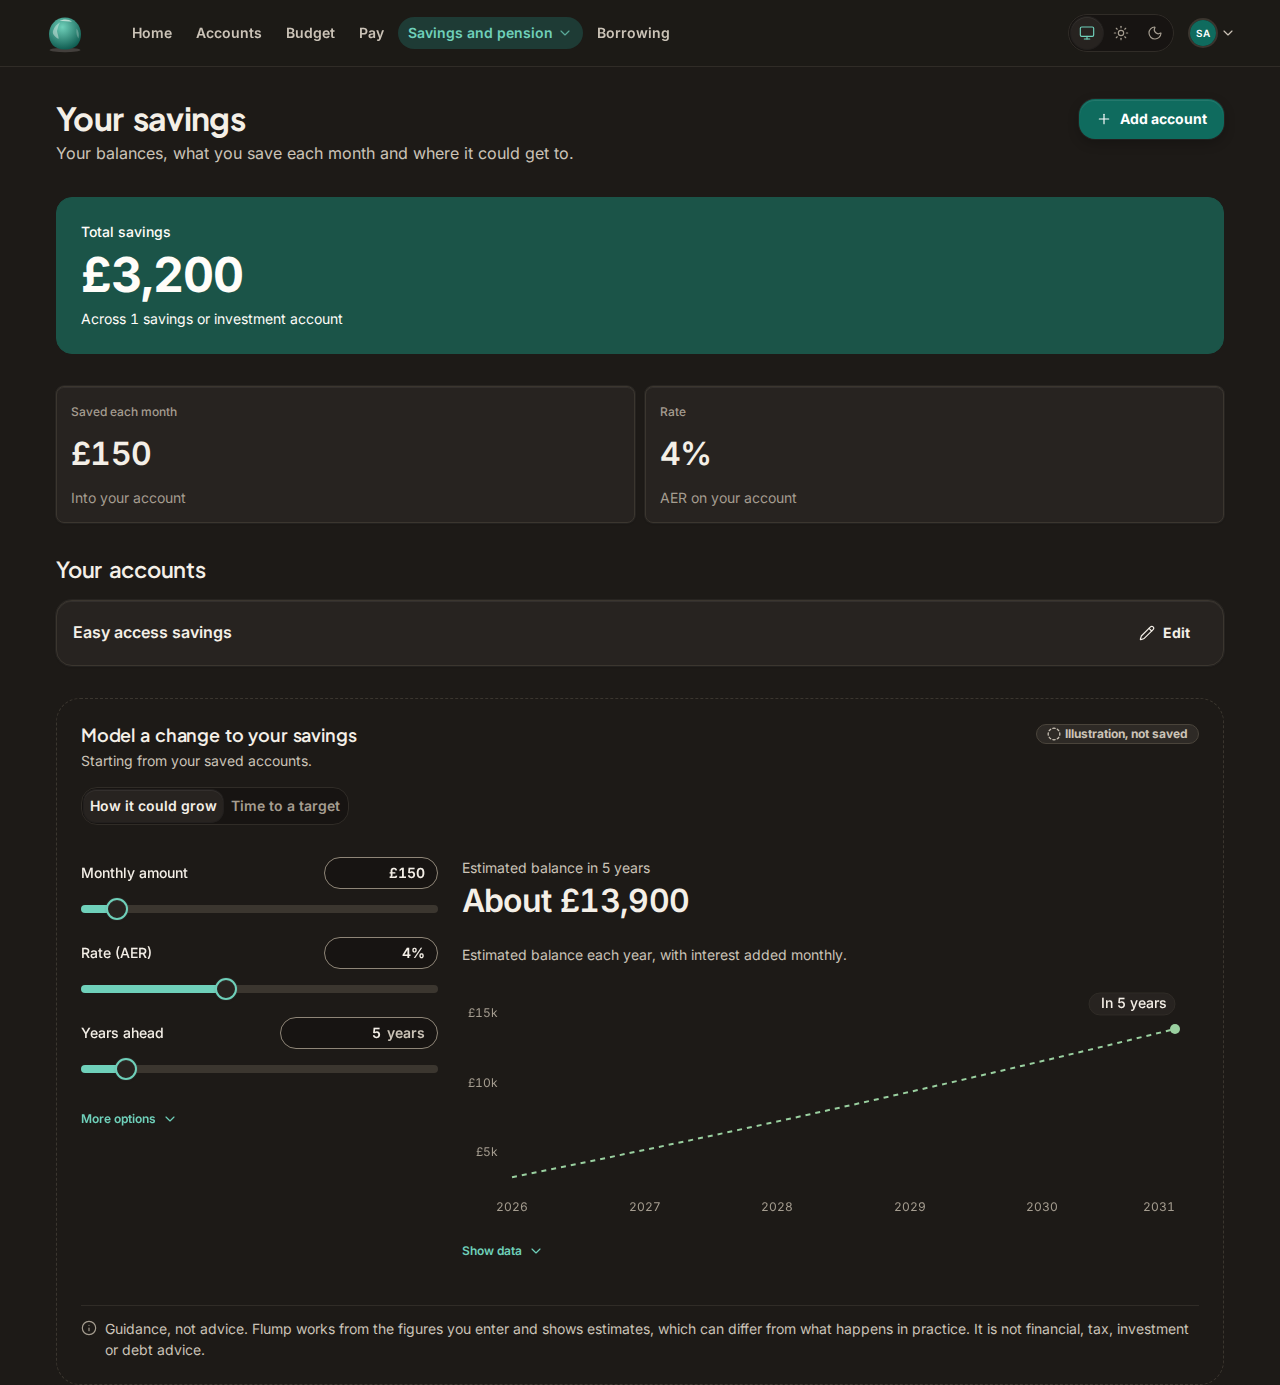 Home Accounts Budget Pay Savings and pension Borrowing SA
Your savings
Add account
Your balances, what you save each month and where it could get to.
Total savings
£3,200
Across 1 savings or investment account
Saved each month
£150
Into your account
Rate
4%
AER on your account
Your accounts
Easy access savings
Edit
Model a change to your savings
Illustration, not saved
Starting from your saved accounts.
How it could grow Time to a target
Monthly amount £150
Rate (AER) 4%
Years ahead 5 years
More options
Estimated balance in 5 years
About £13,900
Estimated balance each year, with interest added monthly.
In 5 years
£15k
£10k
£5k
2026 2027 2028 2029 2030 2031
Show data
Guidance, not advice. Flump works from the figures you enter and shows estimates, which can differ from what happens in practice. It is not financial, tax, investment
or debt advice.